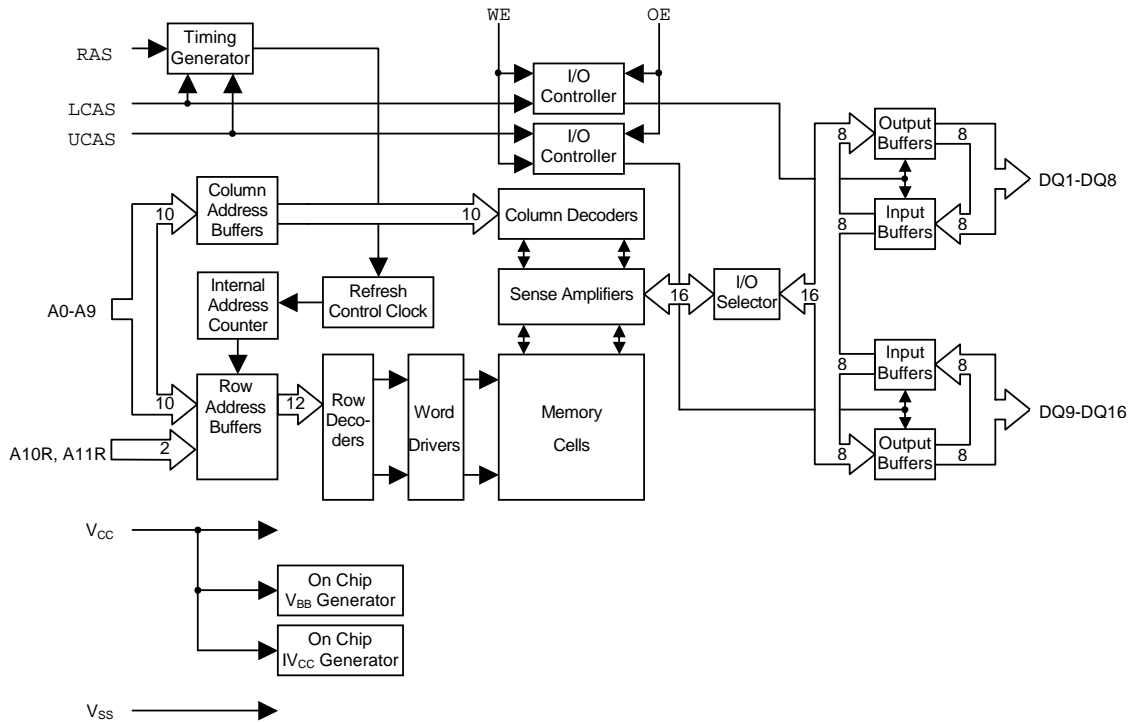 WE
OE
RAS
Timing
Generator
I/O
Controller
LCAS
UCAS
I/O
Controller
Output
Buffers
8
8
DQ1-DQ8
Input
Buffers
8
8
Column
Address
Buffers
10
10
Column Decoders
Internal
Address
Counter
Refresh
Control Clock
Sense Amplifiers
16
I/O
Selector
16
A0-A9
Row
Address
Buffers
10
12
Row
Deco-
ders
Word
Drivers
Memory
Cells
Input
Buffers
8
8
DQ9-DQ16
A10R, A11R
2
Output
Buffers
8
8
VCC
On Chip
VBB Generator
On Chip
IVCC Generator
VSS